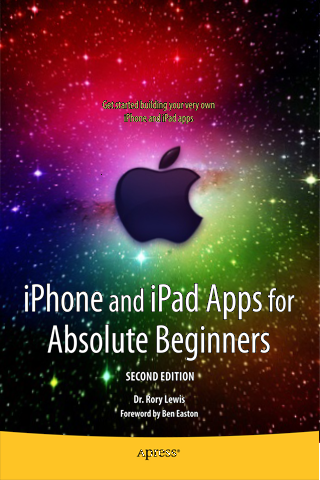 Get started building your very own
iPhone and iPad apps
iPhone and iPad Apps for
Absolute Beginners
SECOND EDITION
Dr. Rory Lewis
Foreword by Ben Easton
Apress®